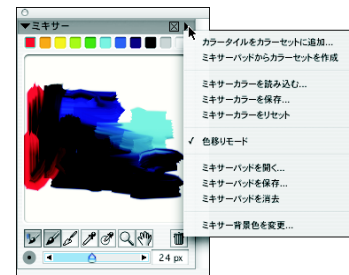 ミキサー
カラータイルをカラーセットに追加...
ミキサーパッドからカラーセットを作成
ミキサーカラーを読み込む...
ミキサーカラーを保存...
ミキサーカラーをリセット
✓ 色移りモード
ミキサーパッドを開く...
ミキサーパッドを保存...
ミキサーパッドを消去
ミキサー背景色を変更...
24 px